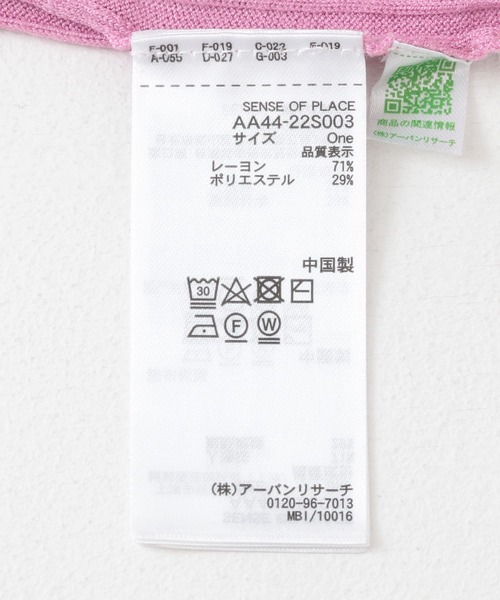 F-001 F-019 C-022 E-019
A-055 D-027 G-003
SENSE OF PLACE
AA44-22S003
サイズ One
品質表示
レーヨン 71%
ポリエステル 29%
中国製
30
F W
(株)アーバンリサーチ
0120-96-7013
MBI/10016
商品の関連情報
(株)アーバンリサーチ